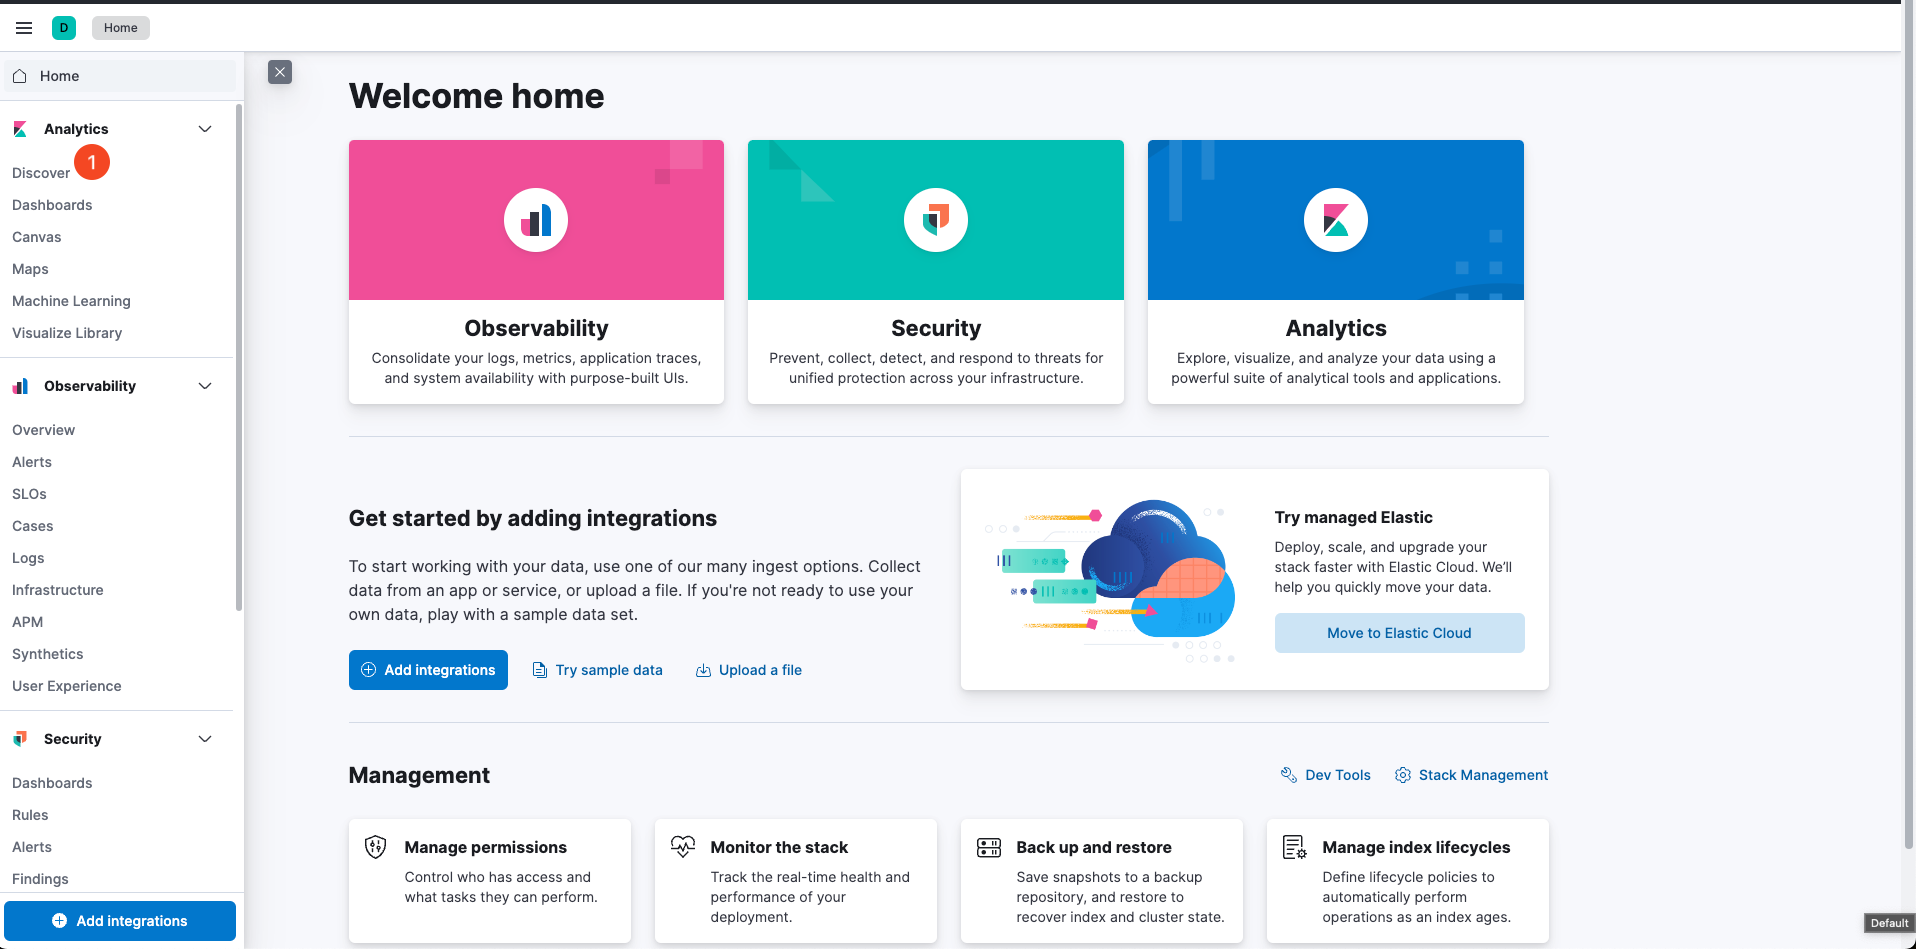 D
Home
Home
Analytics
1
Discover
Dashboards
Canvas
Maps
Machine Learning
Visualize Library
Observability
Overview
Alerts
SLOs
Cases
Logs
Infrastructure
APM
Synthetics
User Experience
Security
Dashboards
Rules
Alerts
Findings
Add integrations
Welcome home
Observability
Consolidate your logs, metrics, application traces,
and system availability with purpose-built UIs.
Security
Prevent, collect, detect, and respond to threats for
unified protection across your infrastructure.
Analytics
Explore, visualize, and analyze your data using a
powerful suite of analytical tools and applications.
Get started by adding integrations
To start working with your data, use one of our many ingest options. Collect
data from an app or service, or upload a file. If you're not ready to use your
own data, play with a sample data set.
Add integrations
Try sample data
Upload a file
Try managed Elastic
Deploy, scale, and upgrade your
stack faster with Elastic Cloud. We’ll
help you quickly move your data.
Move to Elastic Cloud
Management
Dev Tools
Stack Management
Manage permissions
Control who has access and
what tasks they can perform.
Monitor the stack
Track the real-time health and
performance of your
deployment.
Back up and restore
Save snapshots to a backup
repository, and restore to
recover index and cluster state.
Manage index lifecycles
Define lifecycle policies to
automatically perform
operations as an index ages.
Default